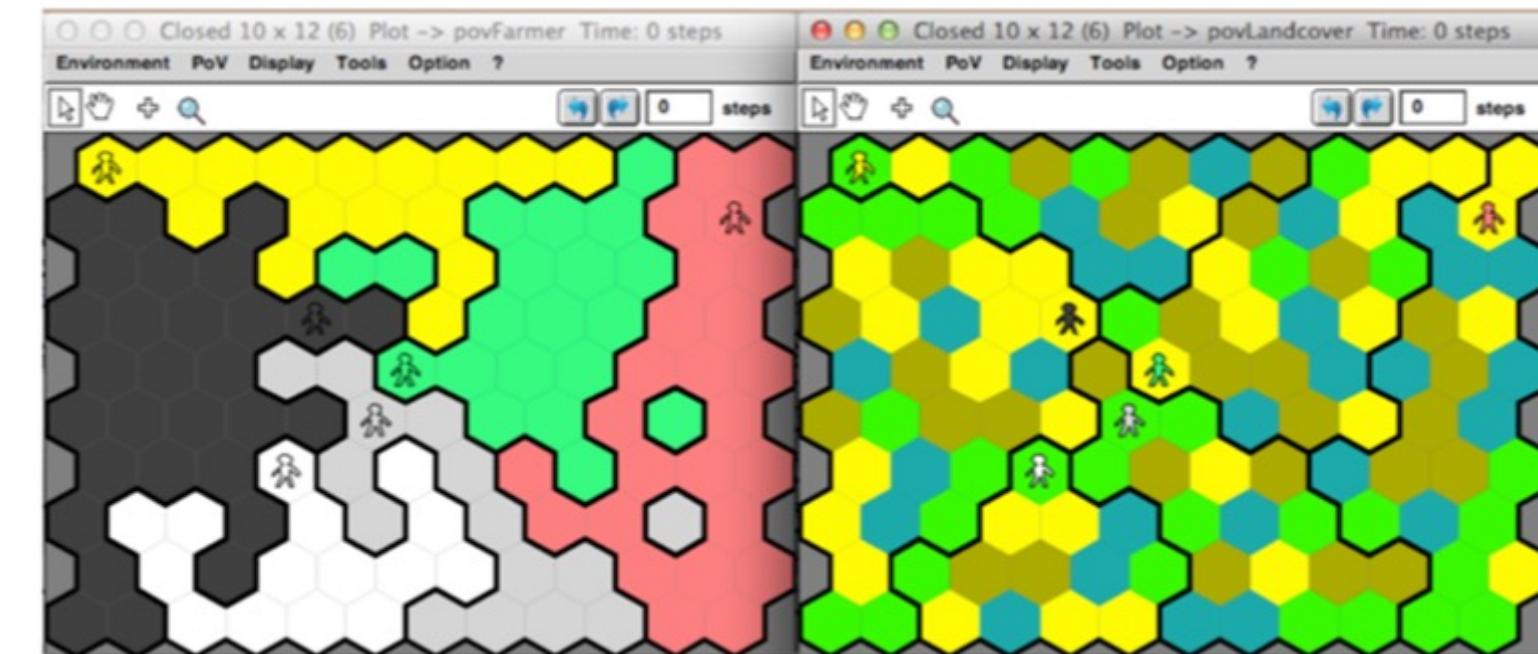 Closed 10 x 12 (6) Plot -> povFarmer Time: 0 steps
Environment PoV Display Tools Option ?
0 steps
Closed 10 x 12 (6) Plot -> povLandcover Time: 0 steps
Environment PoV Display Tools Option ?
0 steps